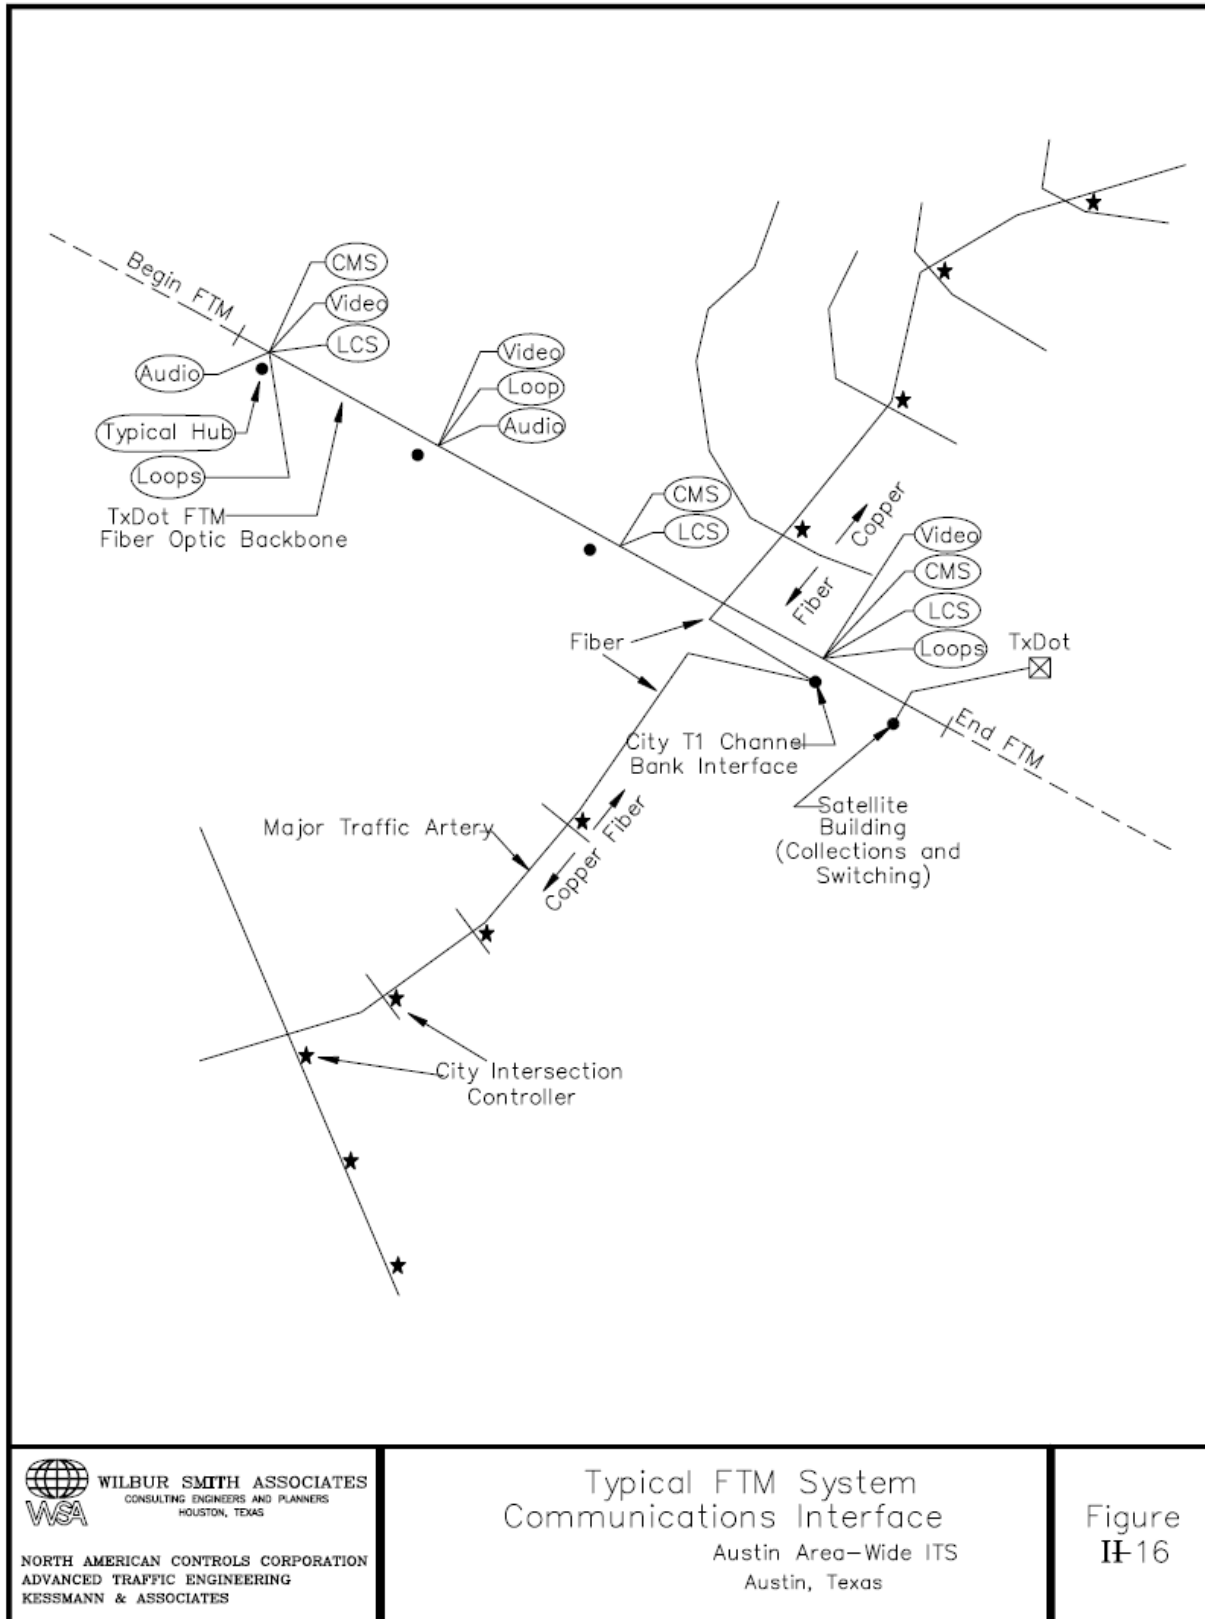 Begin FTM
CMS
Video
LCS
Audio
Typical Hub
Loops
TxDot FTM
Fiber Optic Backbone
Video
Loop
Audio
CMS
LCS
Copper
Fiber
Video
CMS
LCS
Loops
TxDot
Fiber
City T1 Channel
Bank Interface
End FTM
Satellite
Building
(Collections and
Switching)
Major Traffic Artery
Copper Fiber
City Intersection
Controller
WSA
WILBUR SMITH ASSOCIATES
CONSULTING ENGINEERS AND PLANNERS
HOUSTON, TEXAS
NORTH AMERICAN CONTROLS CORPORATION
ADVANCED TRAFFIC ENGINEERING
KESSMANN & ASSOCIATES
Typical FTM System
Communications Interface
Austin Area-Wide ITS
Austin, Texas
Figure
II-16